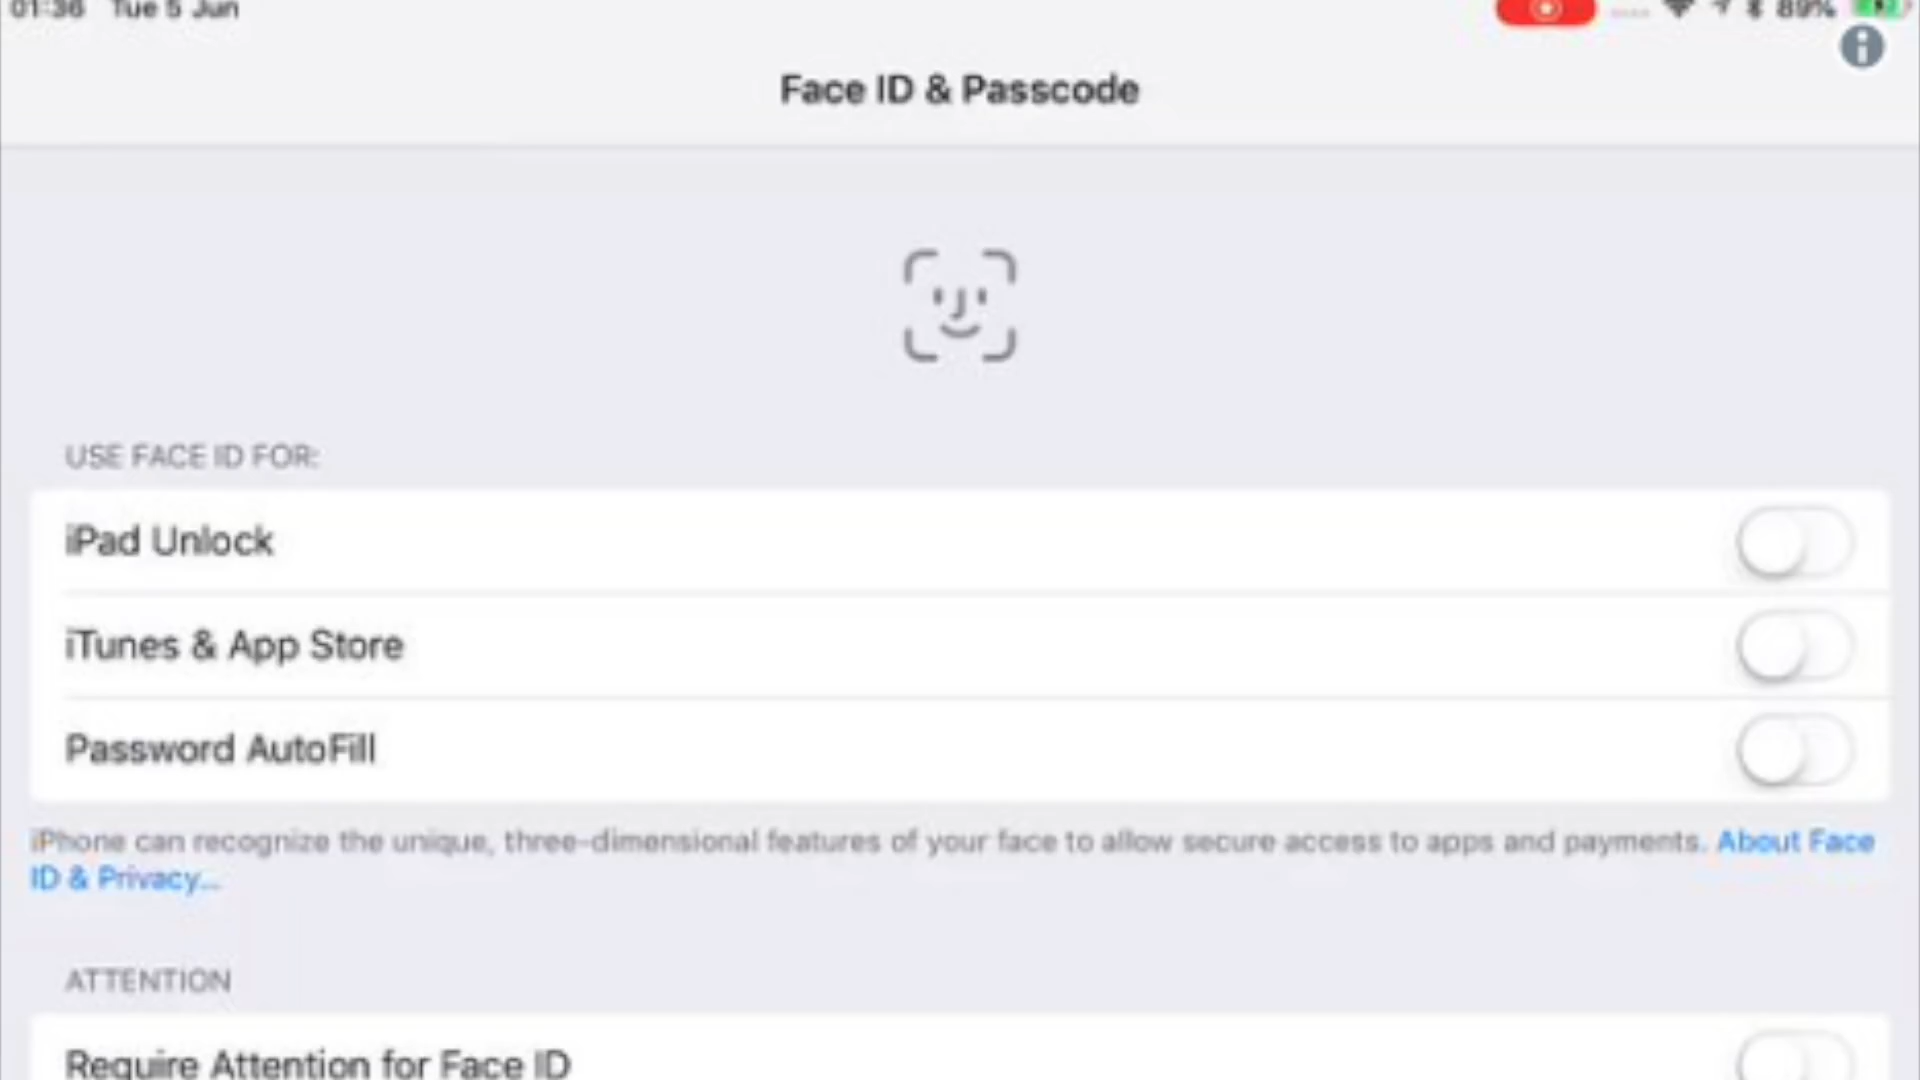 01:36 Tue 5 Jun
89%
Face ID & Passcode
USE FACE ID FOR:
iPad Unlock
iTunes & App Store
Password AutoFill
iPhone can recognize the unique, three-dimensional features of your face to allow secure access to apps and payments. About Face
ID & Privacy...
ATTENTION
Require Attention for Face ID